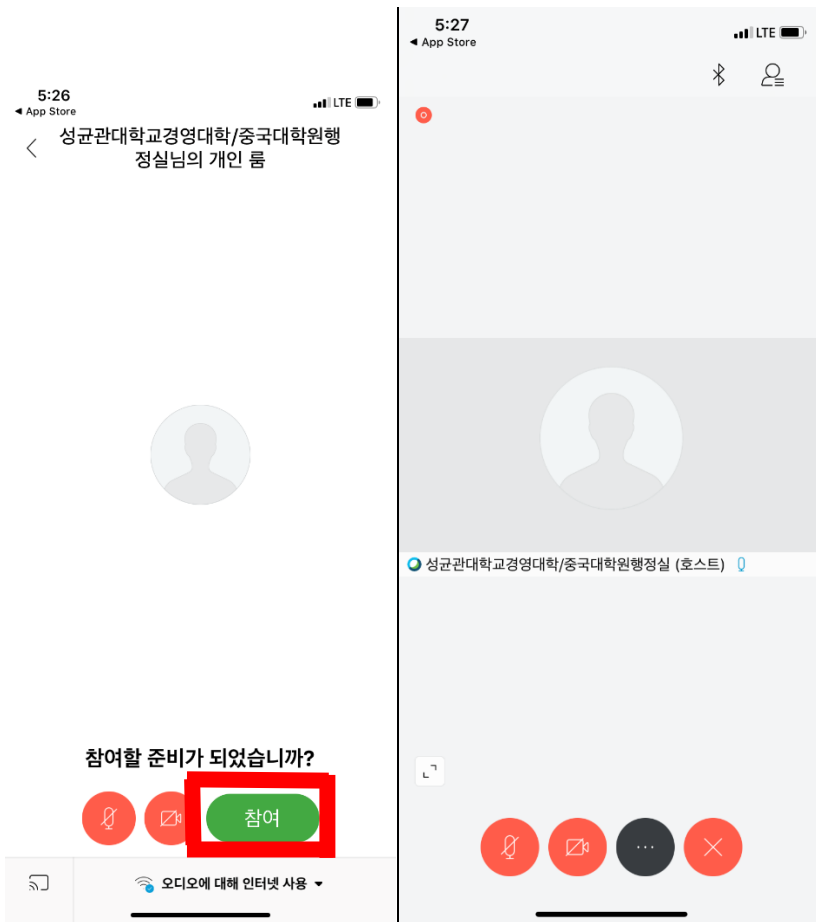 5:26
◀ App Store
LTE
성균관대학교경영대학/중국대학원행
정실님의 개인 룸
참여할 준비가 되었습니까?
참여
오디오에 대해 인터넷 사용
5:27
◀ App Store
LTE
성균관대학교경영대학/중국대학원행정실 (호스트)